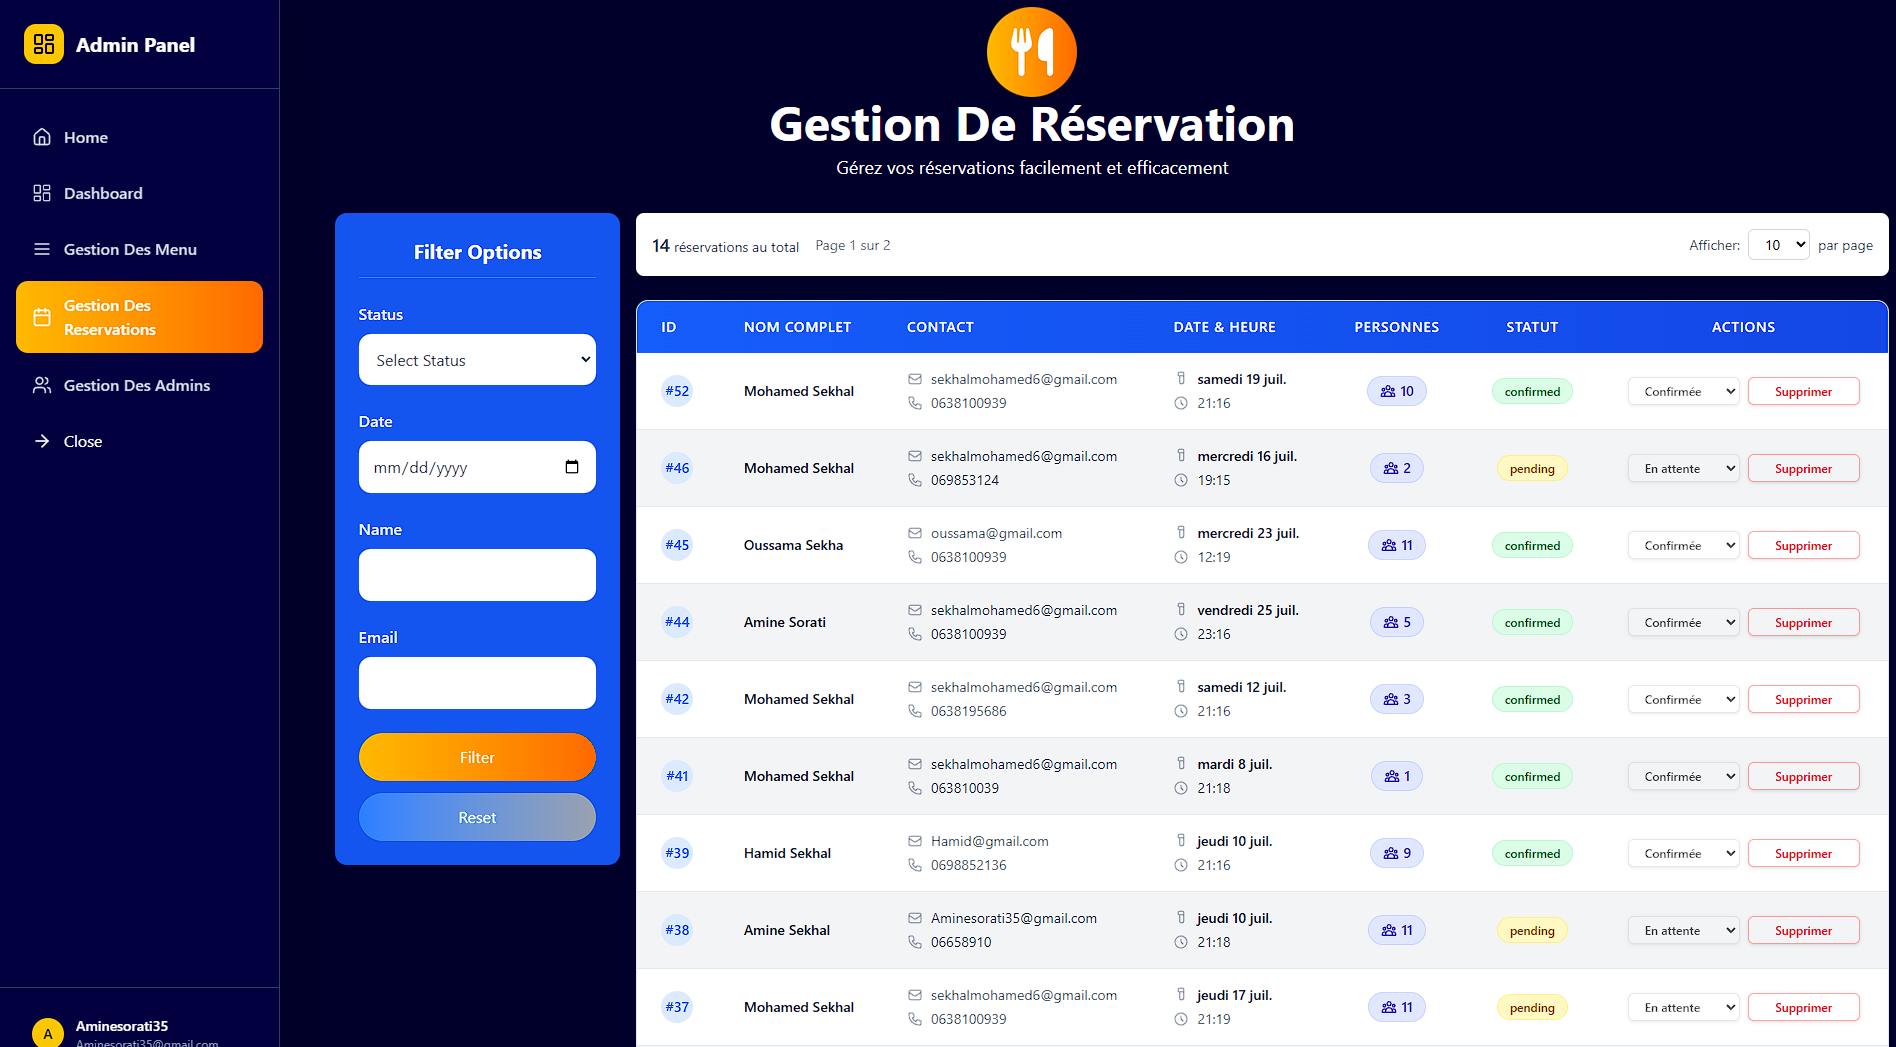 Admin Panel
Home
Dashboard
Gestion Des Menu
Gestion Des
Reservations
Gestion Des Admins
Close
Aminesorati35
A
Aminesorati35@gmail.com
Gestion De Réservation
Gérez vos réservations facilement et efficacement
Filter Options
Status
Select Status
Date
mm/dd/yyyy
Name
Email
Filter
Reset
14 réservations au total Page 1 sur 2 Afficher: 10 par page
ID NOM COMPLET CONTACT DATE & HEURE PERSONNES STATUT ACTIONS
#52 Mohamed Sekhal sekhalmohamed6@gmail.com samedi 19 juil. 10 confirmed Confirmée Supprimer
0638100939 21:16
#46 Mohamed Sekhal sekhalmohamed6@gmail.com mercredi 16 juil. 2 pending En attente Supprimer
069853124 19:15
#45 Oussama Sekha oussama@gmail.com mercredi 23 juil. 11 confirmed Confirmée Supprimer
0638100939 12:19
#44 Amine Sorati sekhalmohamed6@gmail.com vendredi 25 juil. 5 confirmed Confirmée Supprimer
0638100939 23:16
#42 Mohamed Sekhal sekhalmohamed6@gmail.com samedi 12 juil. 3 confirmed Confirmée Supprimer
0638195686 21:16
#41 Mohamed Sekhal sekhalmohamed6@gmail.com mardi 8 juil. 1 confirmed Confirmée Supprimer
063810039 21:18
#39 Hamid Sekhal Hamid@gmail.com jeudi 10 juil. 9 confirmed Confirmée Supprimer
0698852136 21:16
#38 Amine Sekhal Aminesorati35@gmail.com jeudi 10 juil. 11 pending En attente Supprimer
06658910 21:18
#37 Mohamed Sekhal sekhalmohamed6@gmail.com jeudi 17 juil. 11 pending En attente Supprimer
0638100939 21:19